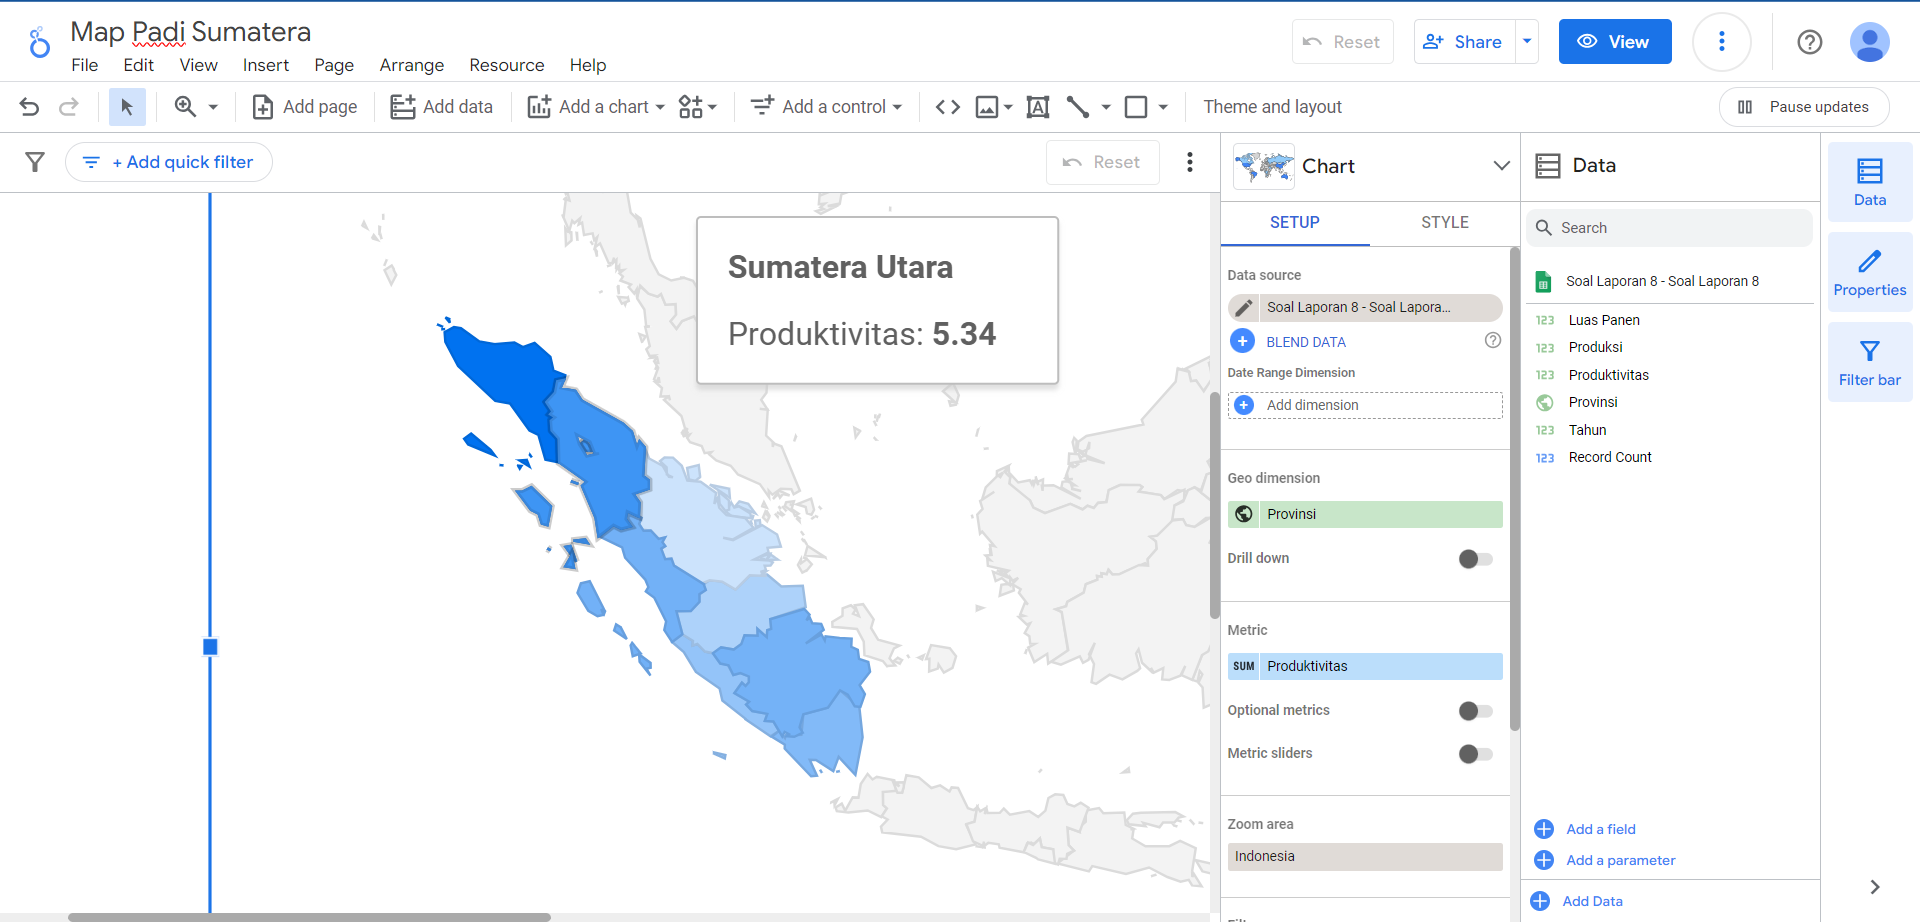 Map Padi Sumatera
File Edit View Insert Page Arrange Resource Help
Reset
Share
View
Add page
Add data
Add a chart
Add a control
Theme and layout
Pause updates
+ Add quick filter
Reset
Sumatera Utara
Produktivitas: 5.34
Chart
SETUP
STYLE
Data source
Soal Laporan 8 - Soal Lapora...
BLEND DATA
Date Range Dimension
Add dimension
Geo dimension
Provinsi
Drill down
Metric
SUM Produktivitas
Optional metrics
Metric sliders
Zoom area
Indonesia
Data
Search
Soal Laporan 8 - Soal Laporan 8
123 Luas Panen
123 Produksi
123 Produktivitas
Provinsi
123 Tahun
123 Record Count
Add a field
Add a parameter
Add Data
Data
Properties
Filter bar